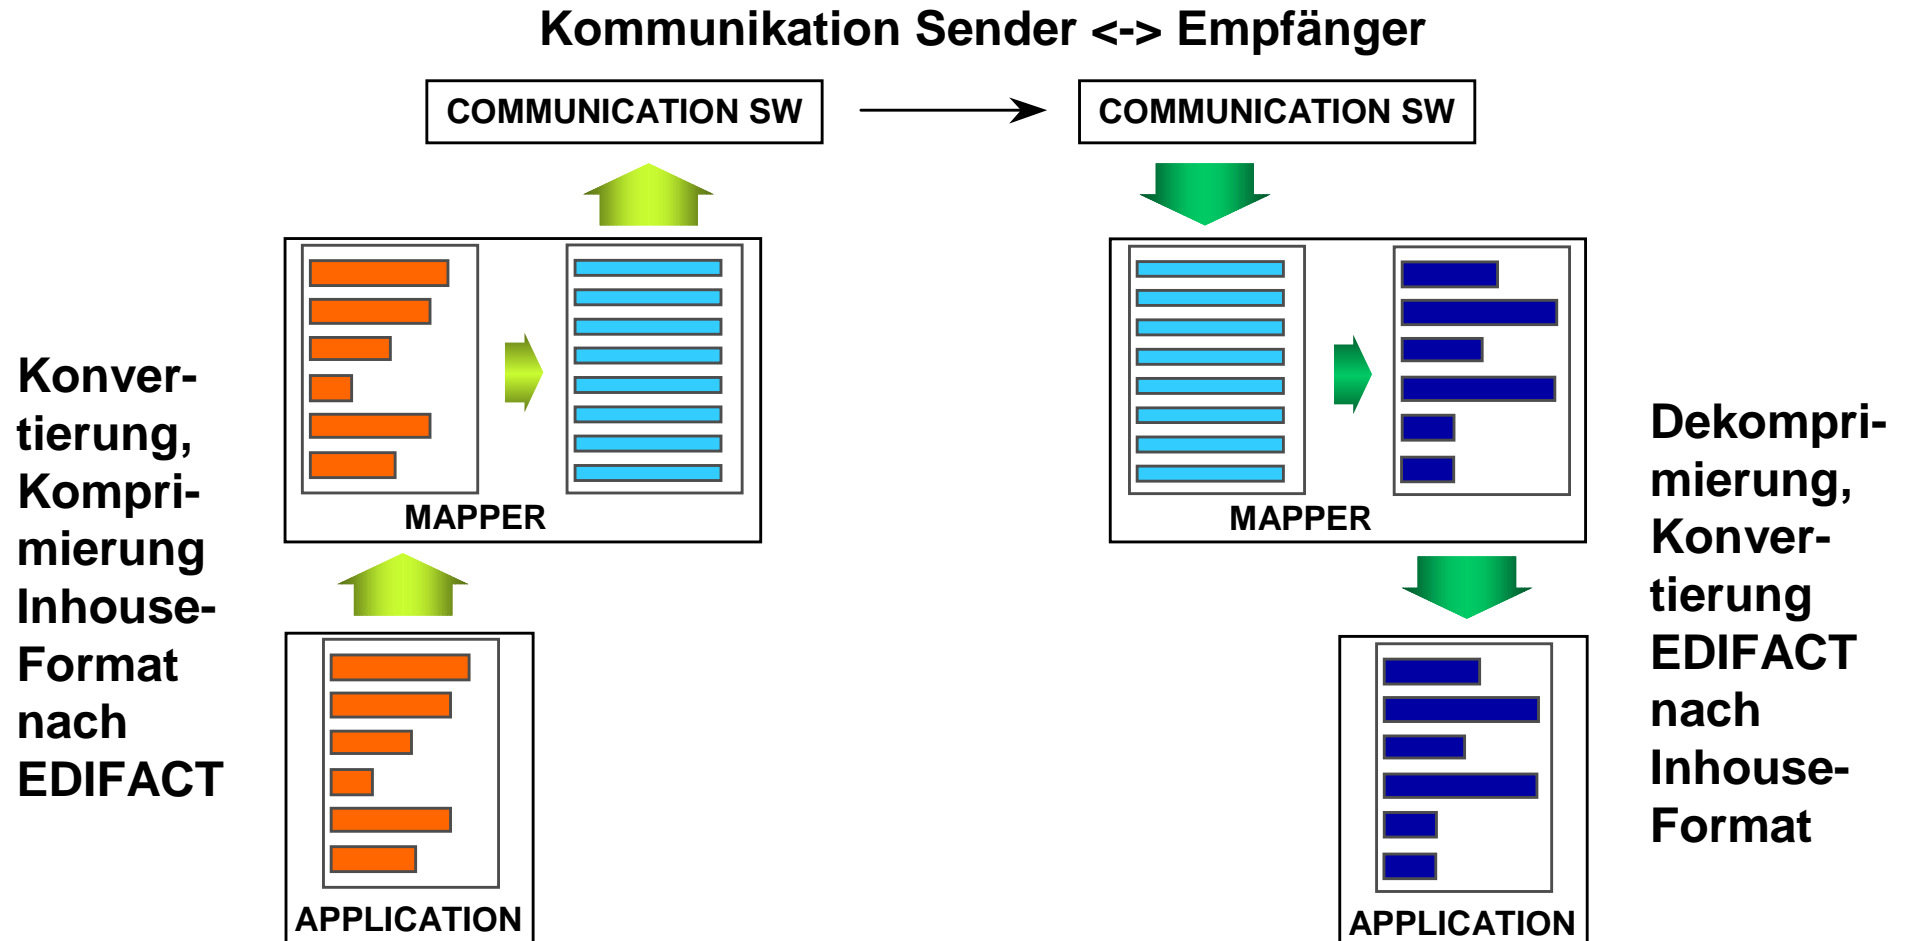 Kommunikation Sender <-> Empfänger
COMMUNICATION SW
COMMUNICATION SW
Konver-
tierung,
Kompri-
mierung
Inhouse-
Format
nach
EDIFACT
MAPPER
APPLICATION
MAPPER
APPLICATION
Dekompri-
mierung,
Konver-
tierung
EDIFACT
nach
Inhouse-
Format